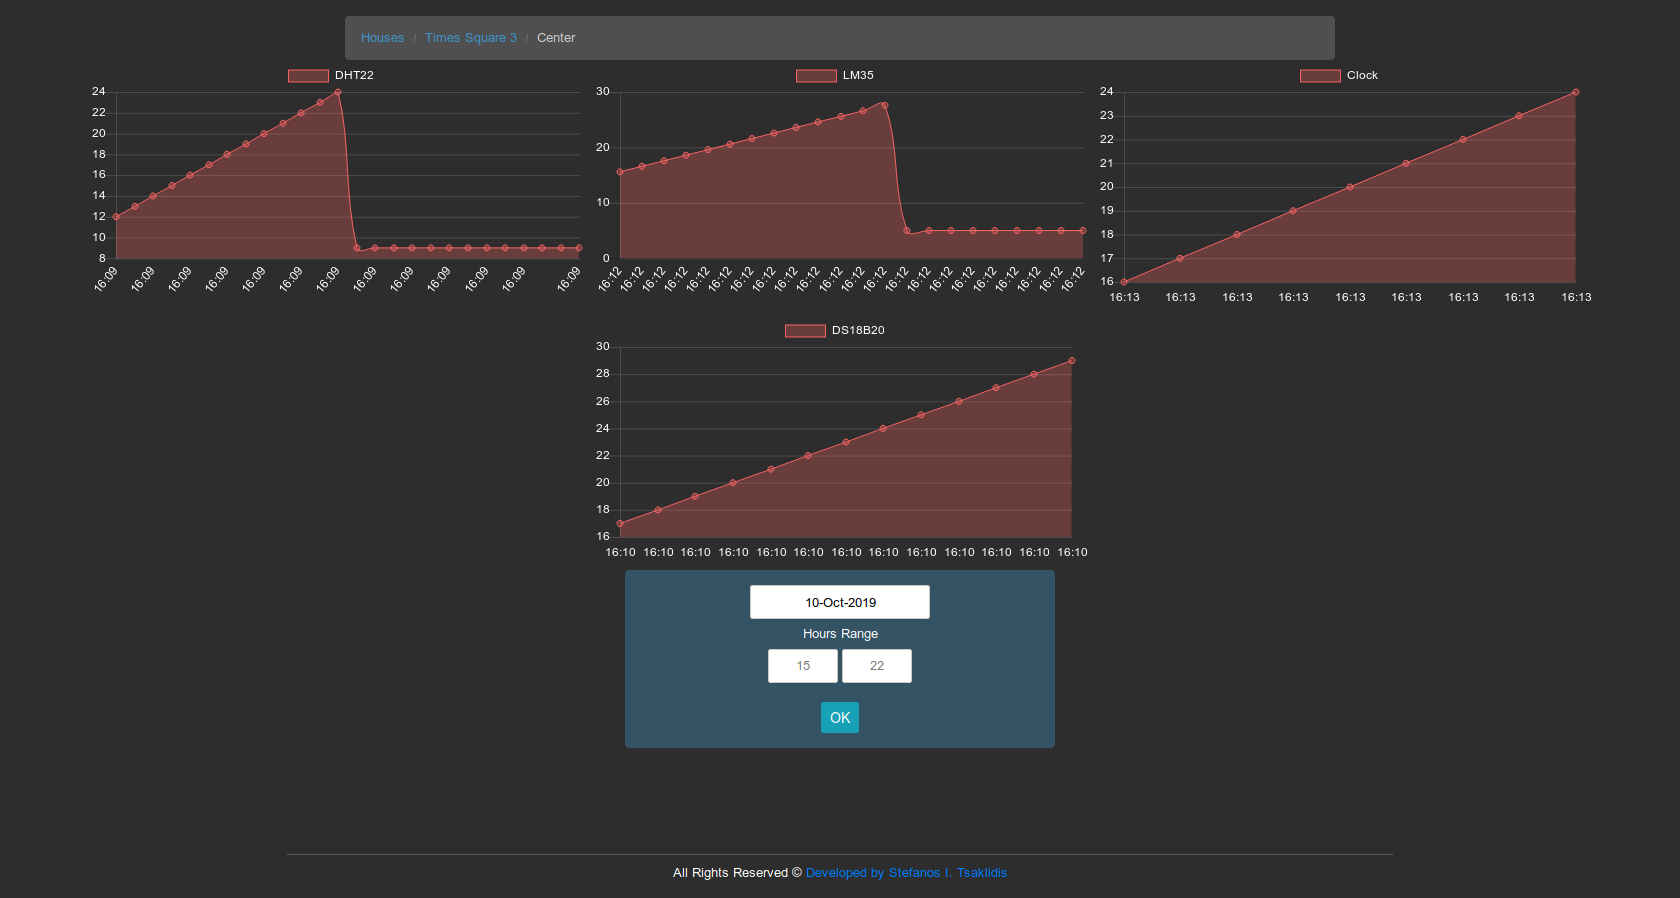 Houses / Times Square 3 / Center
DHT22
24
22
20
18
16
14
12
10
8
16:09 16:09 16:09 16:09 16:09 16:09 16:09 16:09 16:09 16:09 16:09 16:09 16:09
LM35
30
20
10
0
16:12 16:12 16:12 16:12 16:12 16:12 16:12 16:12 16:12 16:12 16:12 16:12 16:12 16:12 16:12 16:12 16:12 16:12 16:12 16:12 16:12 16:12
Clock
24
23
22
21
20
19
18
17
16
16:13 16:13 16:13 16:13 16:13 16:13 16:13 16:13 16:13
DS18B20
30
28
26
24
22
20
18
16
16:10 16:10 16:10 16:10 16:10 16:10 16:10 16:10 16:10 16:10 16:10 16:10 16:10
10-Oct-2019
Hours Range
15 22
OK
All Rights Reserved © Developed by Stefanos I. Tsaklidis